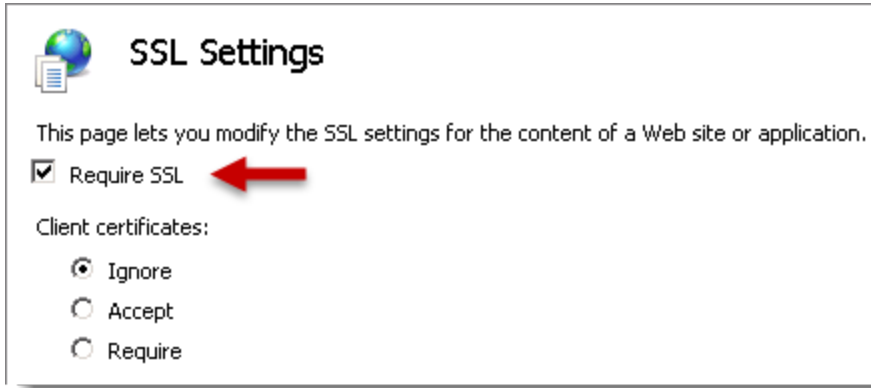 SSL Settings
This page lets you modify the SSL settings for the content of a Web site or application.
Require SSL
Client certificates:
Ignore
Accept
Require